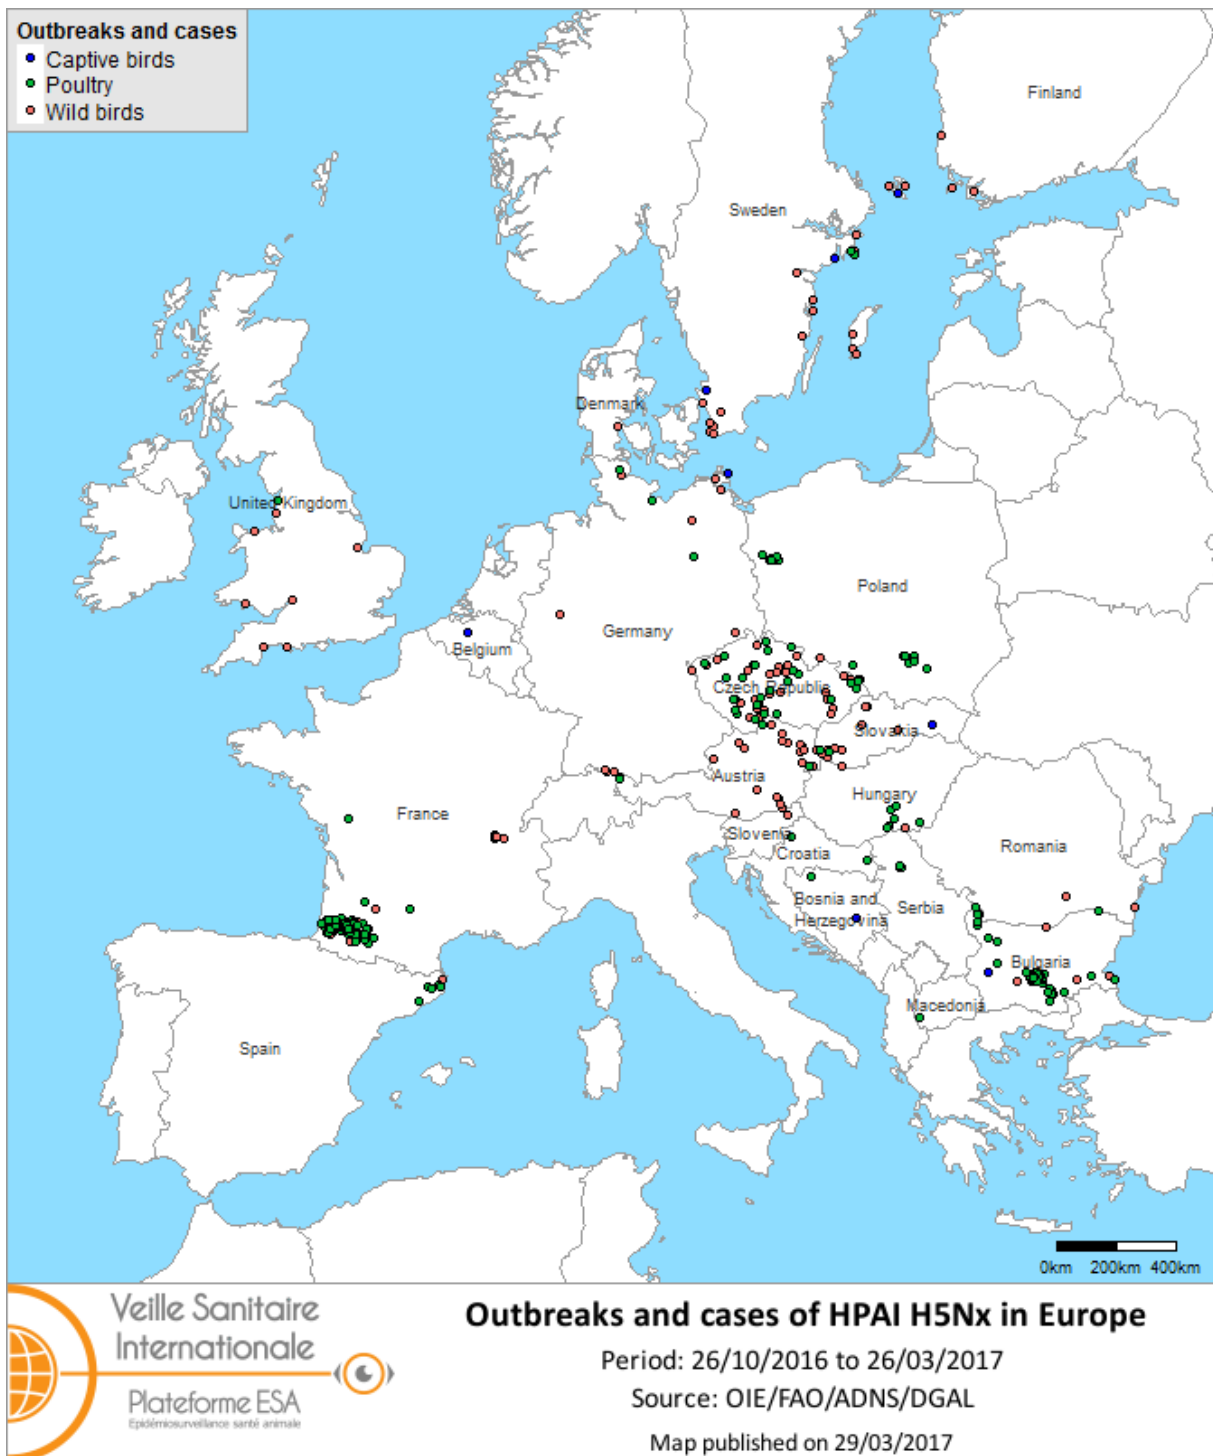 Outbreaks and cases
Captive birds
Poultry
Wild birds
Finland
Sweden
Denmark
United Kingdom
Poland
Germany
Belgium
Czech Republic
Slovakia
Austria
Hungary
France
Slovenia
Croatia
Romania
Bosnia and
Herzegovina
Serbia
Bulgaria
Macedonia
Spain
0km 200km 400km
Veille Sanitaire
Internationale
Plateforme ESA
Epidémiosurveillance santé animale
Outbreaks and cases of HPAI H5Nx in Europe
Period: 26/10/2016 to 26/03/2017
Source: OIE/FAO/ADNS/DGAL
Map published on 29/03/2017